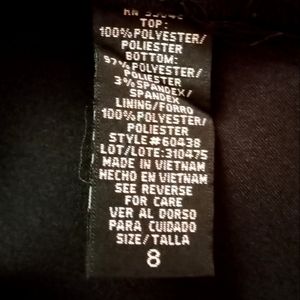 TOP:
100%POLYESTER/
POLIESTER
BOTTOM:
97%POLYESTER/
POLIESTER
3%SPANDEX/
SPANDEX
LINING/FORRO
100%POLYESTER/
POLIESTER
STYLE#60438
LOT/LOTE:310475
MADE IN VIETNAM
HECHO EN VIETNAM
SEE REVERSE
FOR CARE
VER AL DORSO
PARA CUIDADO
SIZE/TALLA
8